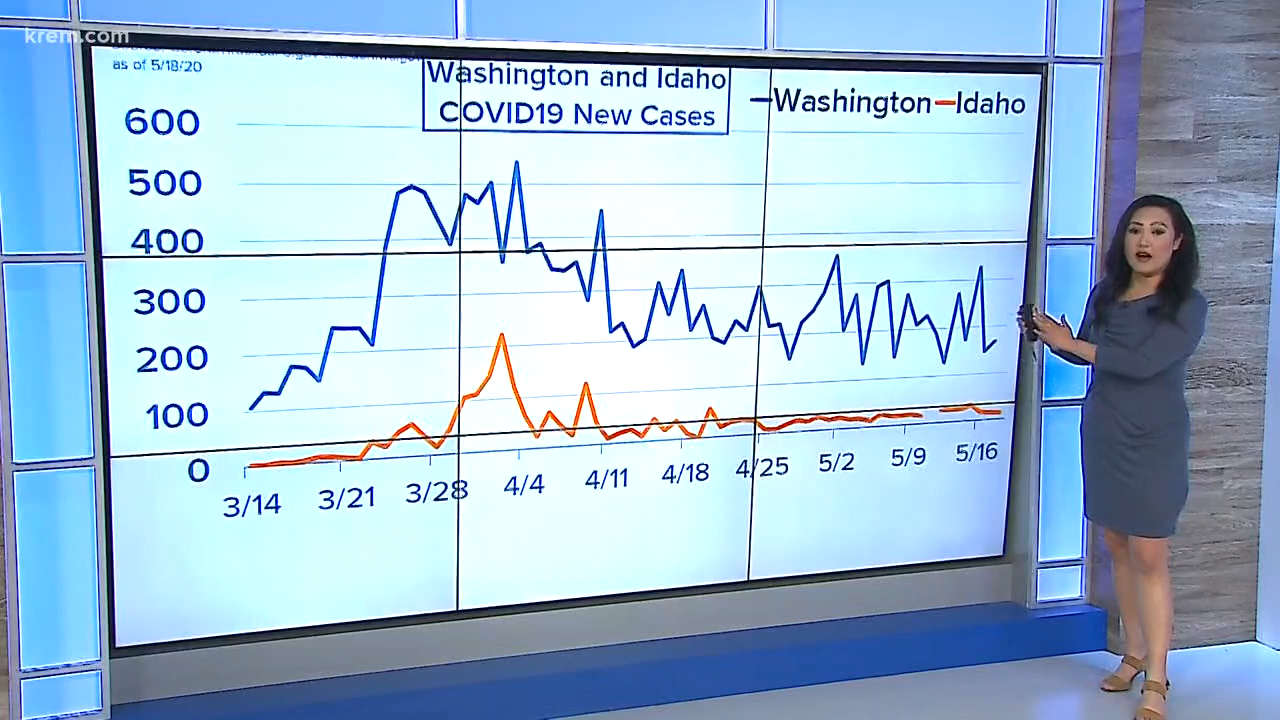 krem.com
as of 5/18/20
Washington and Idaho
COVID19 New Cases
Washington Idaho
600
500
400
300
200
100
0
3/14 3/21 3/28 4/4 4/11 4/18 4/25 5/2 5/9 5/16